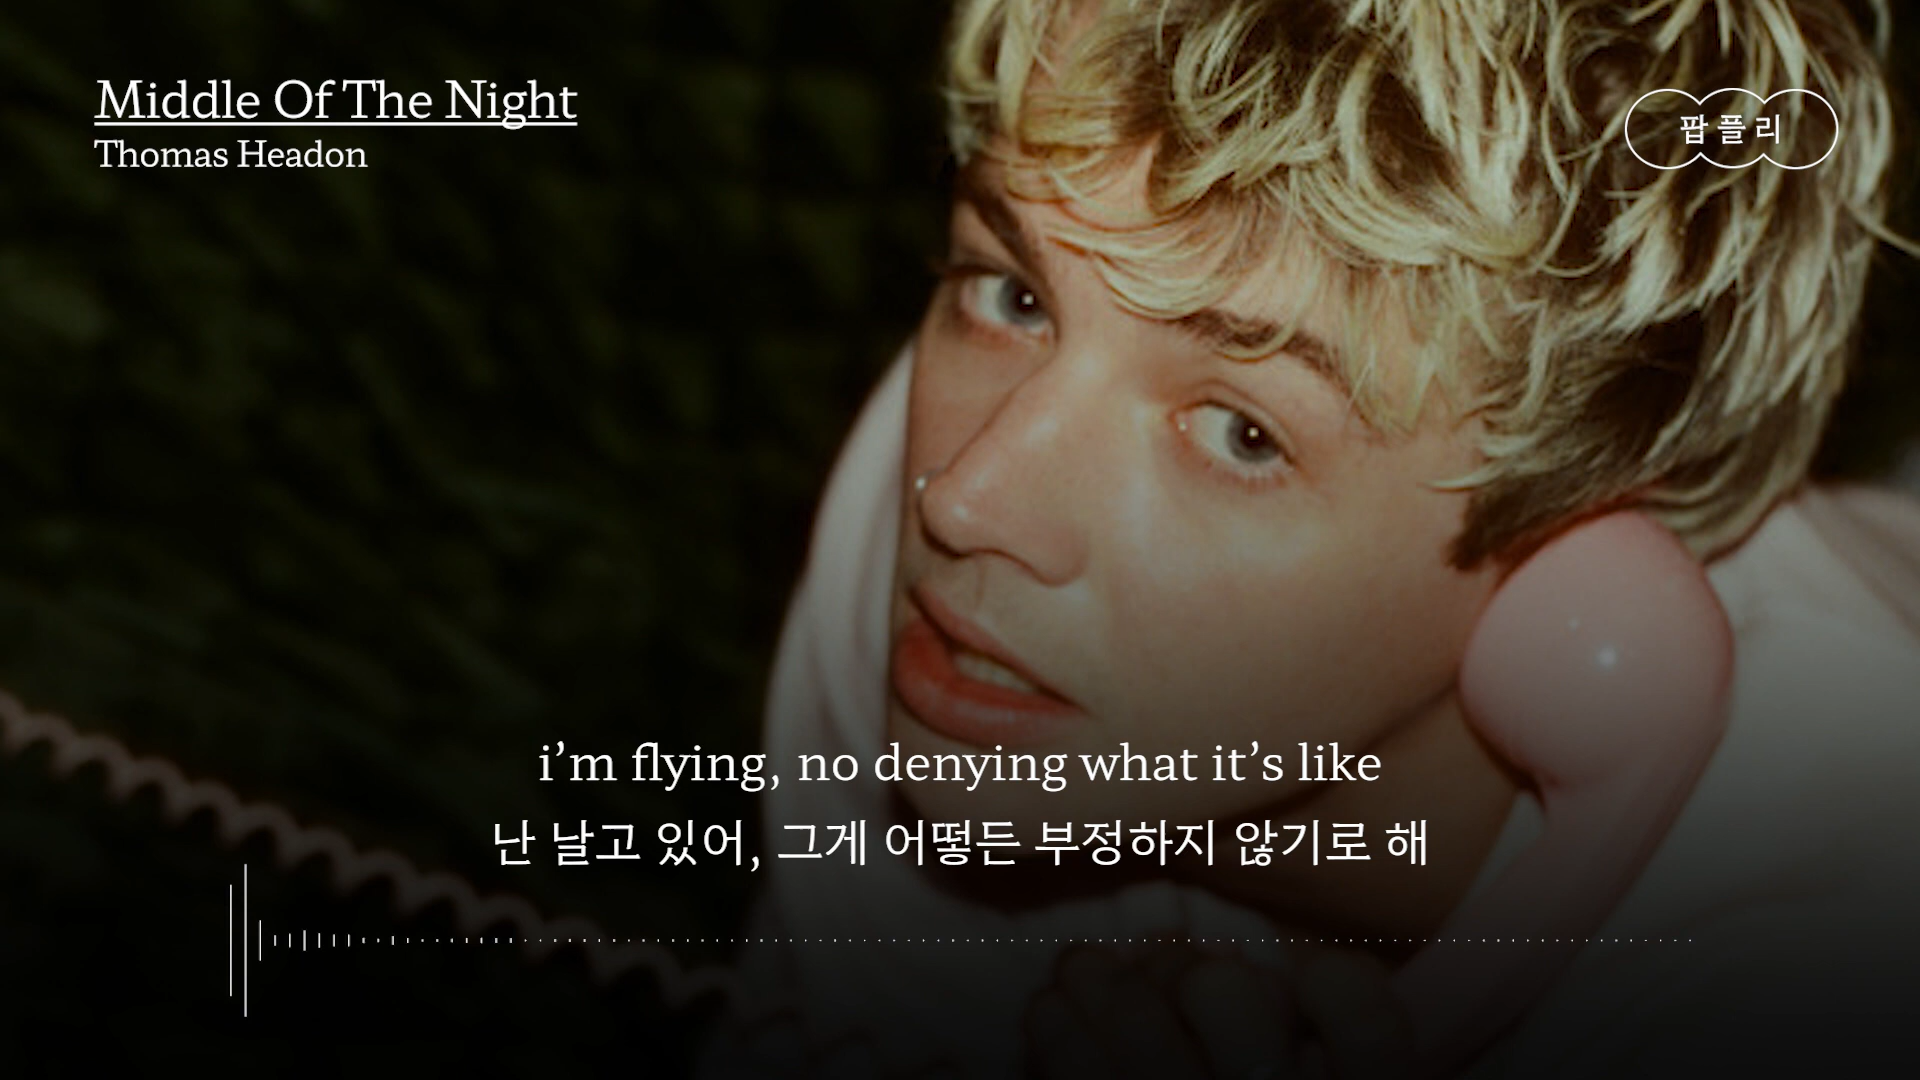 Middle Of The Night
Thomas Headon
팝플리
i’m flying, no denying what it’s like
난 날고 있어, 그게 어떻든 부정하지 않기로 해